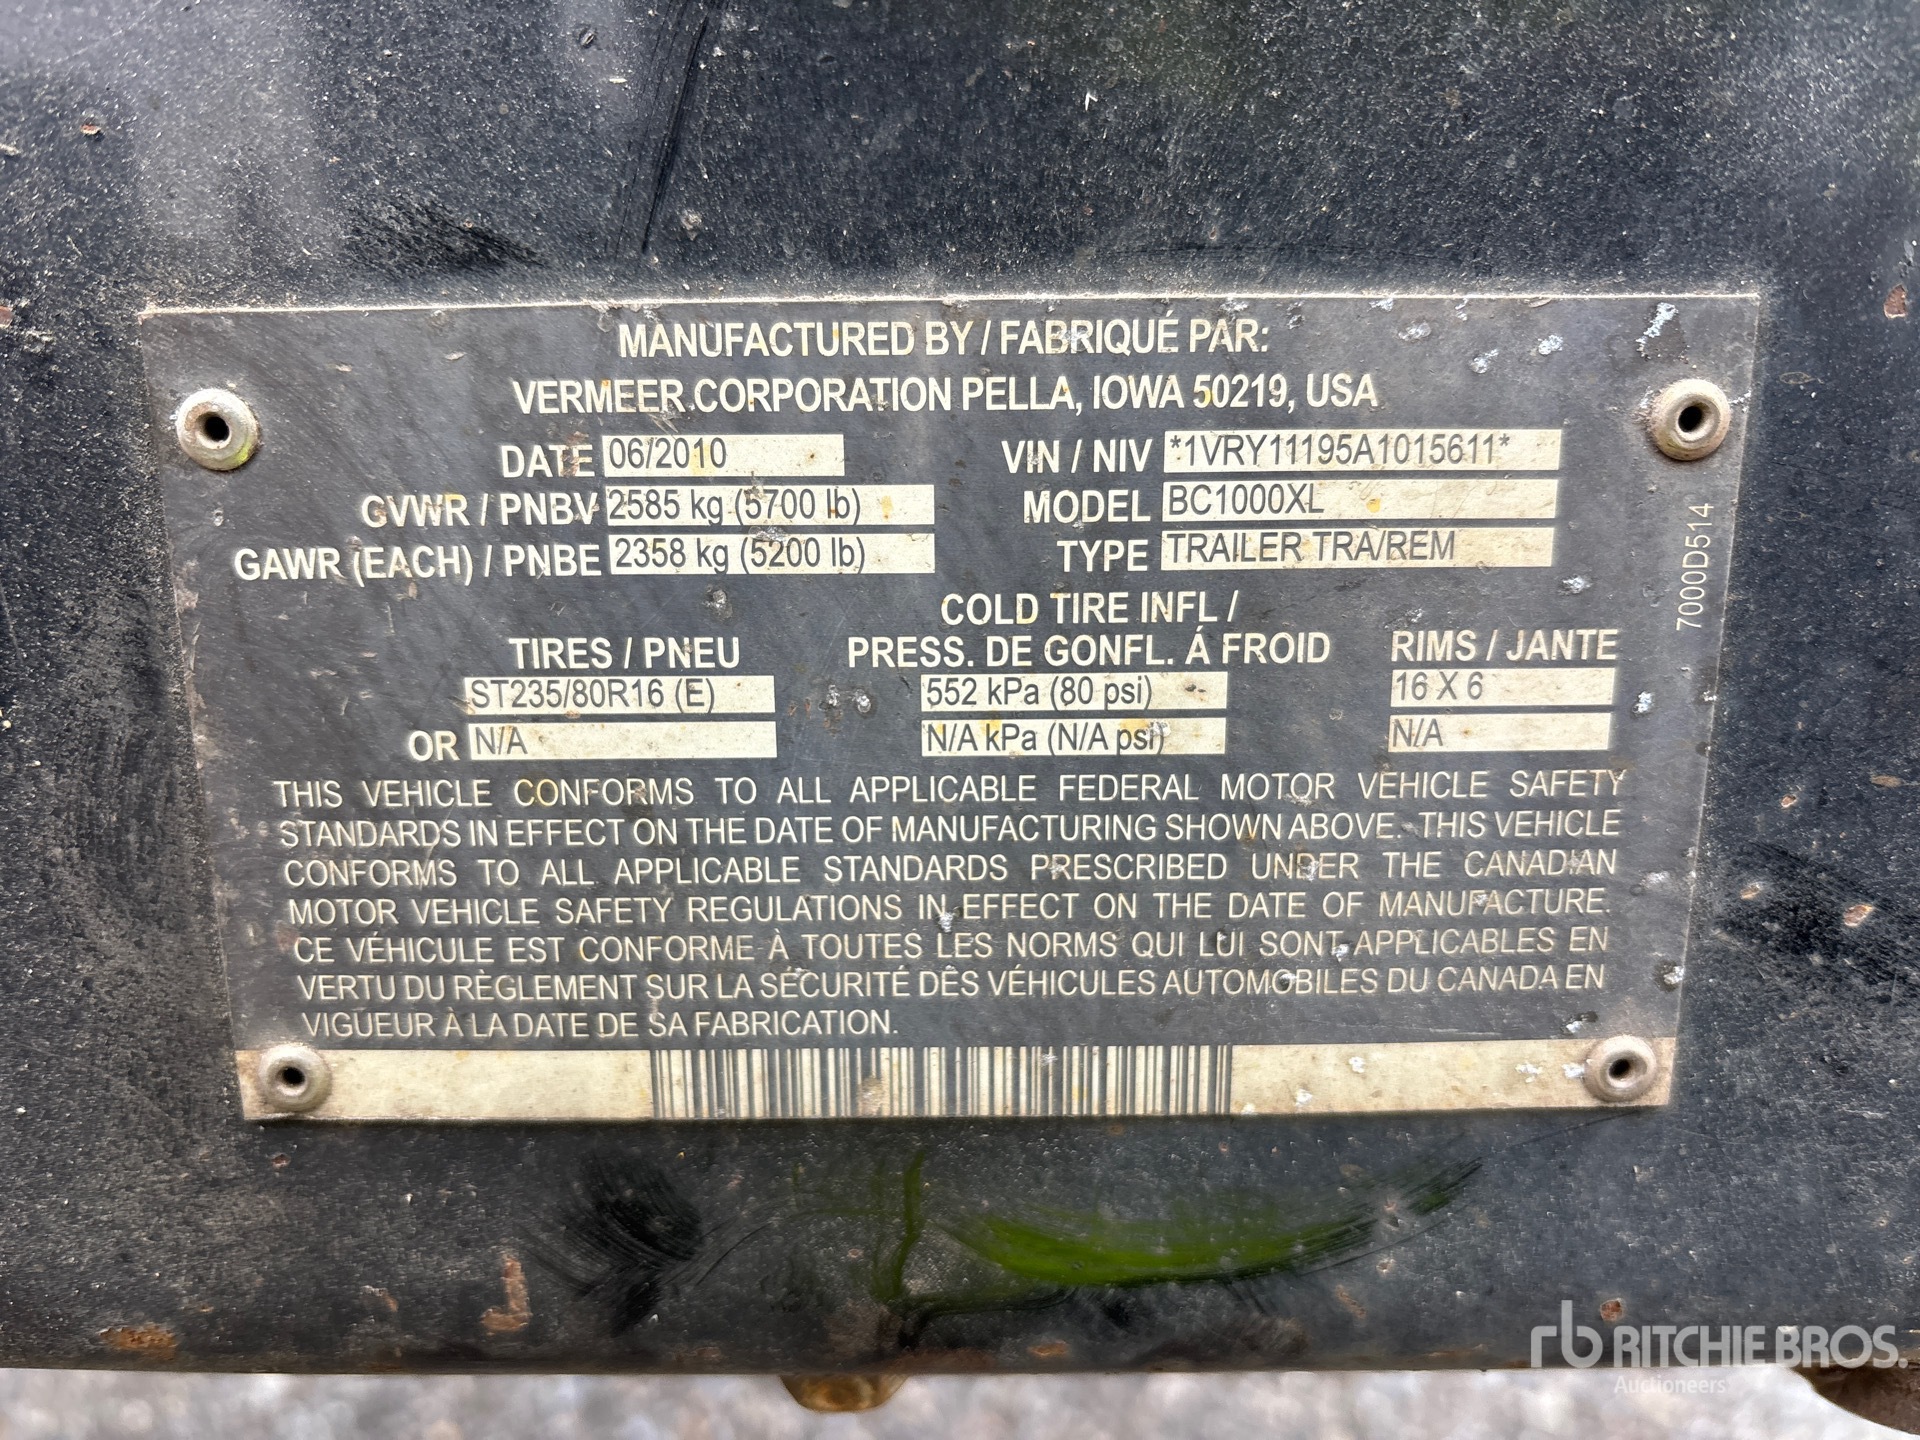 MANUFACTURED BY / FABRIQUÉ PAR:
VERMEER CORPORATION PELLA, IOWA 50219, USA
DATE 06/2010 VIN / NIV *1VRY11195A1015611*
GVWR / PNBV 2585 kg (5700 lb) MODEL BC1000XL
GAWR (EACH) / PNBE 2358 kg (5200 lb) TYPE TRAILER TRA/REM
COLD TIRE INFL /
TIRES / PNEU PRESS. DE GONFL. Á FROID RIMS / JANTE
ST235/80R16 (E) 552 kPa (80 psi) 16 X 6
OR N/A N/A kPa (N/A psi) N/A
THIS VEHICLE CONFORMS TO ALL APPLICABLE FEDERAL MOTOR VEHICLE SAFETY
STANDARDS IN EFFECT ON THE DATE OF MANUFACTURING SHOWN ABOVE. THIS VEHICLE
CONFORMS TO ALL APPLICABLE STANDARDS PRESCRIBED UNDER THE CANADIAN
MOTOR VEHICLE SAFETY REGULATIONS IN EFFECT ON THE DATE OF MANUFACTURE.
CE VÉHICULE EST CONFORME À TOUTES LES NORMS QUI LUI SONT APPLICABLES EN
VERTU DU RÈGLEMENT SUR LA SÉCURITÉ DES VÉHICULES AUTOMOBILES DU CANADA EN
VIGUEUR À LA DATE DE SA FABRICATION.
7000D514
rb RITCHIE BROS.
Auctioneers